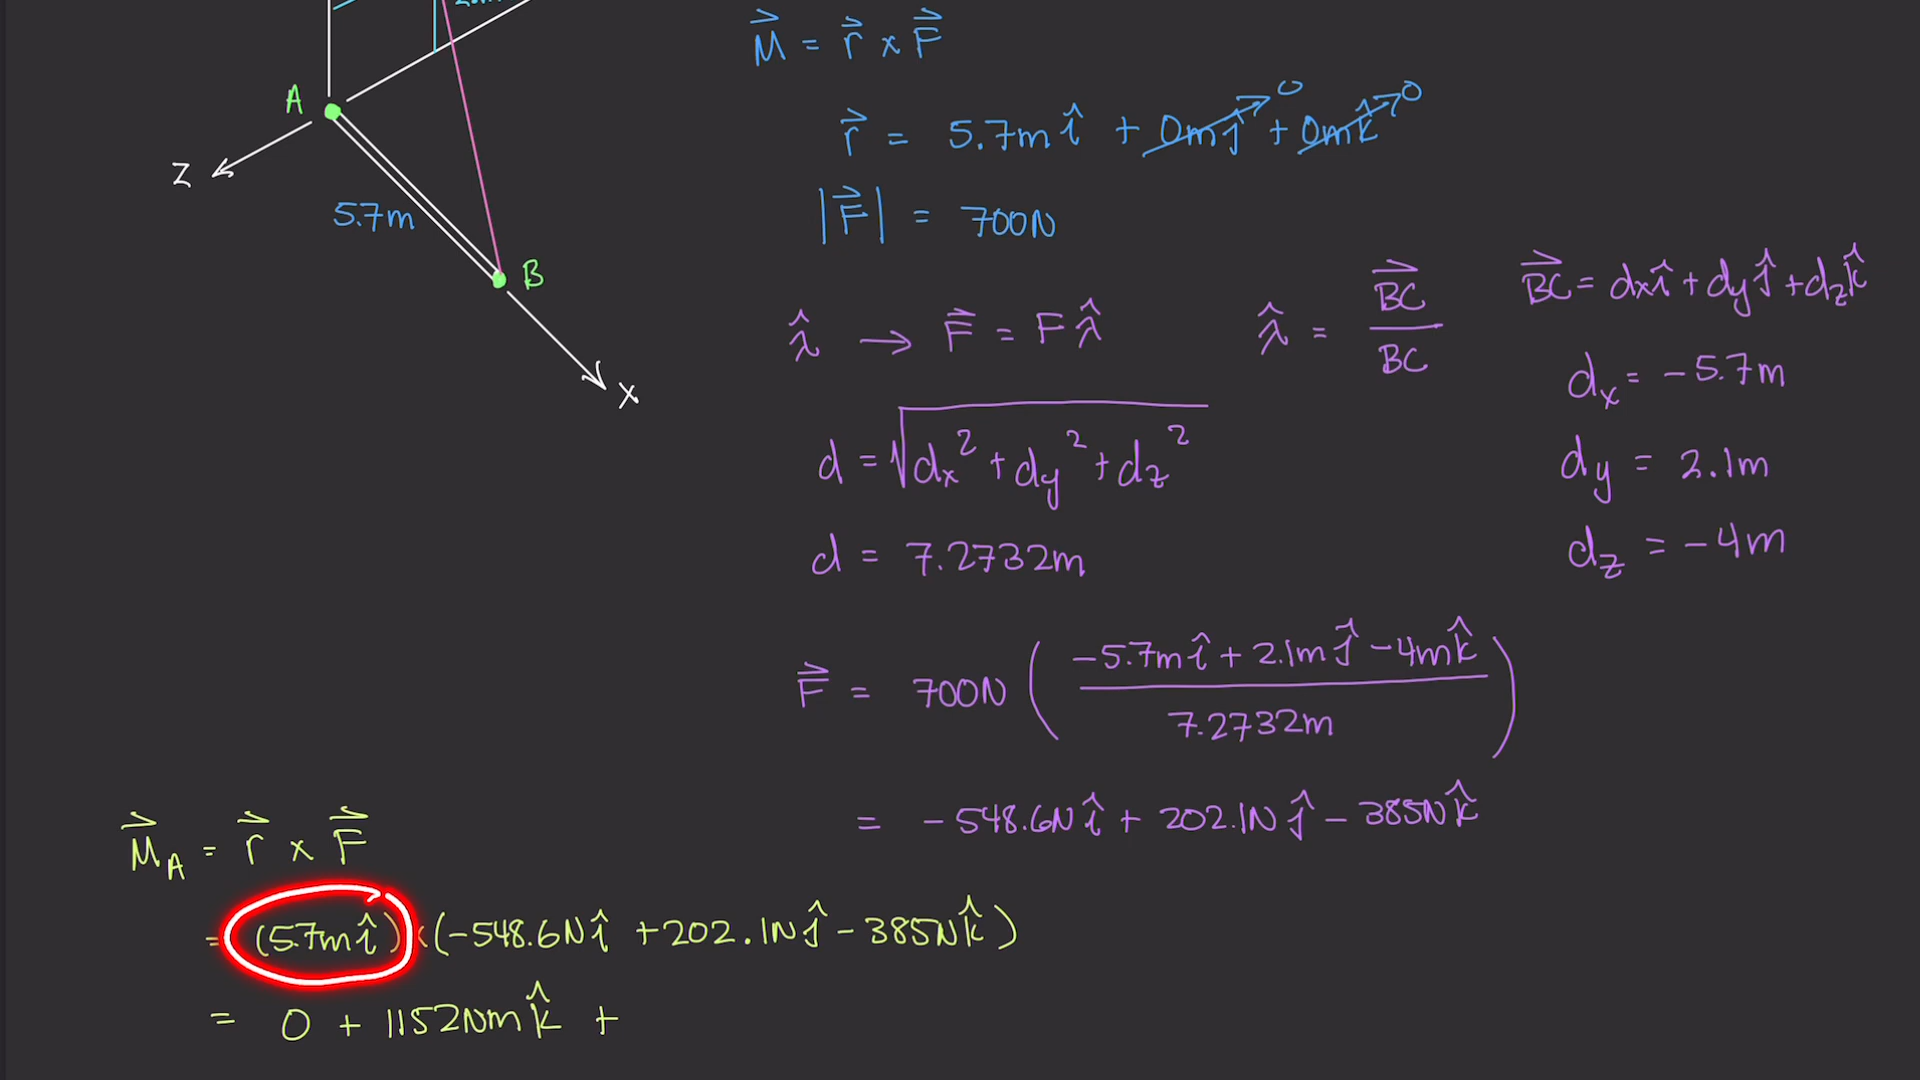 M⃗ = r⃗ x F⃗
A
r⃗ = 5.7m î + 0m ĵ 0 + 0m k̂ 0
Z
5.7m
|F⃗| = 700N
B
λ̂ → F⃗ = F λ̂
λ̂ = BC⃗ / BC
BC⃗ = dxî + dyĵ + dzk̂
X
dx = -5.7m
d = √dx² + dy² + dz²
dy = 2.1m
d = 7.2732m
dz = -4m
F⃗ = 700N ( -5.7m î + 2.1m ĵ - 4m k̂ / 7.2732m )
= -548.6N î + 202.1N ĵ - 385N k̂
M⃗A = r⃗ x F⃗
= (5.7m î) x (-548.6N î + 202.1N ĵ - 385N k̂)
= 0 + 1152Nm k̂ +